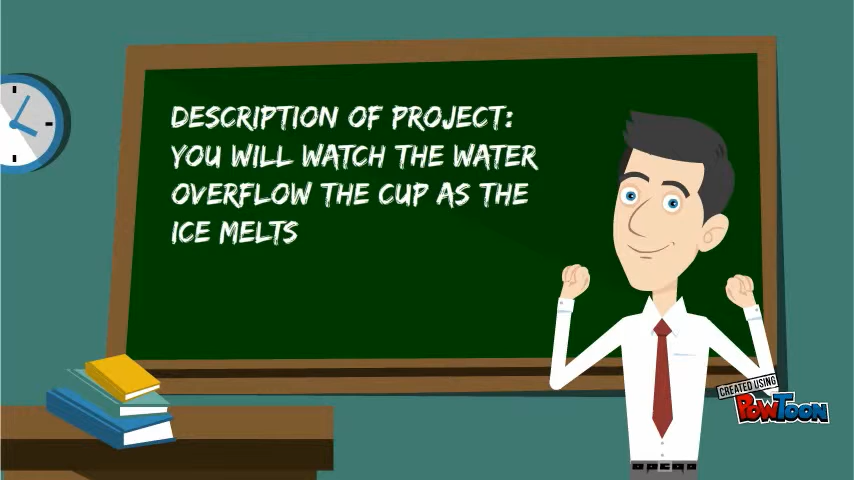 DESCRIPTION OF PROJECT:
YOU WILL WATCH THE WATER
OVERFLOW THE CUP AS THE
ICE MELTS
CREATED USING
POWTOON